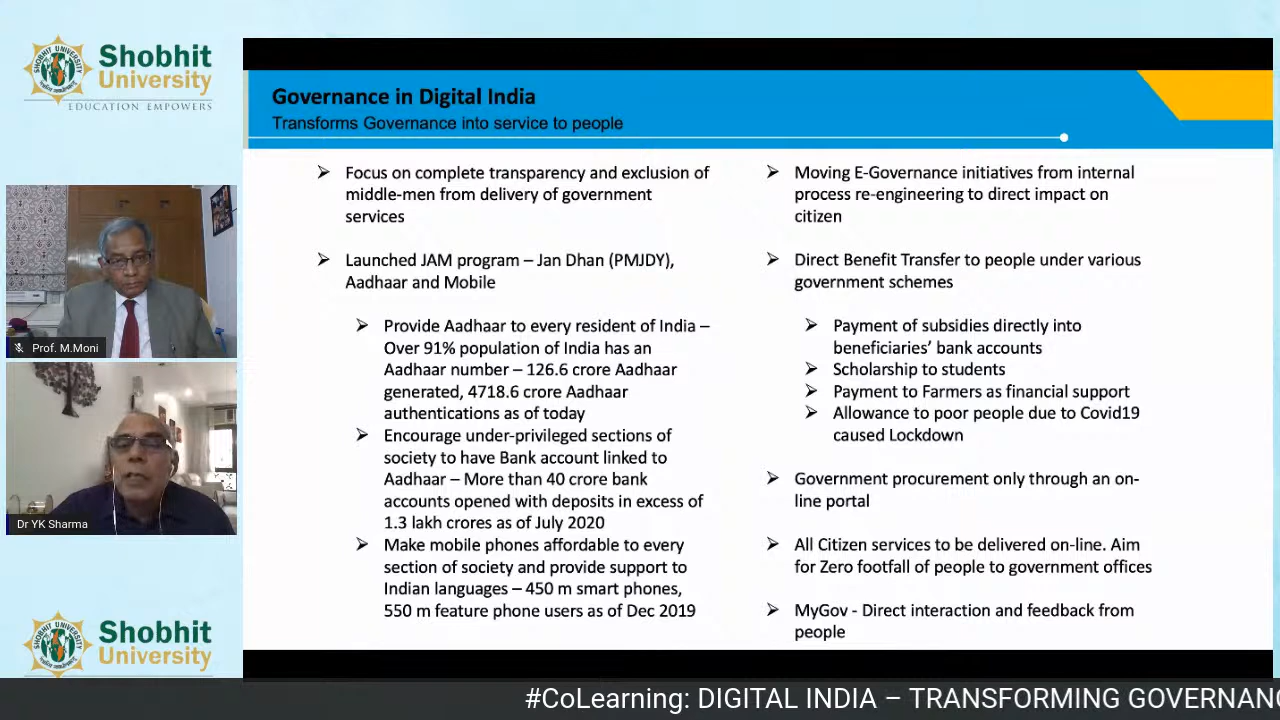 Shobhit
University
EDUCATION EMPOWERS
Governance in Digital India
Transforms Governance into service to people
➢ Focus on complete transparency and exclusion of
middle-men from delivery of government
services
➢ Launched JAM program – Jan Dhan (PMJDY),
Aadhaar and Mobile
➢ Provide Aadhaar to every resident of India –
Over 91% population of India has an
Aadhaar number – 126.6 crore Aadhaar
generated, 4718.6 crore Aadhaar
authentications as of today
➢ Encourage under-privileged sections of
society to have Bank account linked to
Aadhaar – More than 40 crore bank
accounts opened with deposits in excess of
1.3 lakh crores as of July 2020
➢ Make mobile phones affordable to every
section of society and provide support to
Indian languages – 450 m smart phones,
550 m feature phone users as of Dec 2019
➢ Moving E-Governance initiatives from internal
process re-engineering to direct impact on
citizen
➢ Direct Benefit Transfer to people under various
government schemes
➢ Payment of subsidies directly into
beneficiaries’ bank accounts
➢ Scholarship to students
➢ Payment to Farmers as financial support
➢ Allowance to poor people due to Covid19
caused Lockdown
➢ Government procurement only through an on-
line portal
➢ All Citizen services to be delivered on-line. Aim
for Zero footfall of people to government offices
➢ MyGov - Direct interaction and feedback from
people
Prof. M.Moni
Dr YK Sharma
SHOBHIT UNIVERSITY
Shobhit
University
SHOBHIT UNIVERSITY
#CoLearning: DIGITAL INDIA – TRANSFORMING GOVERNANC